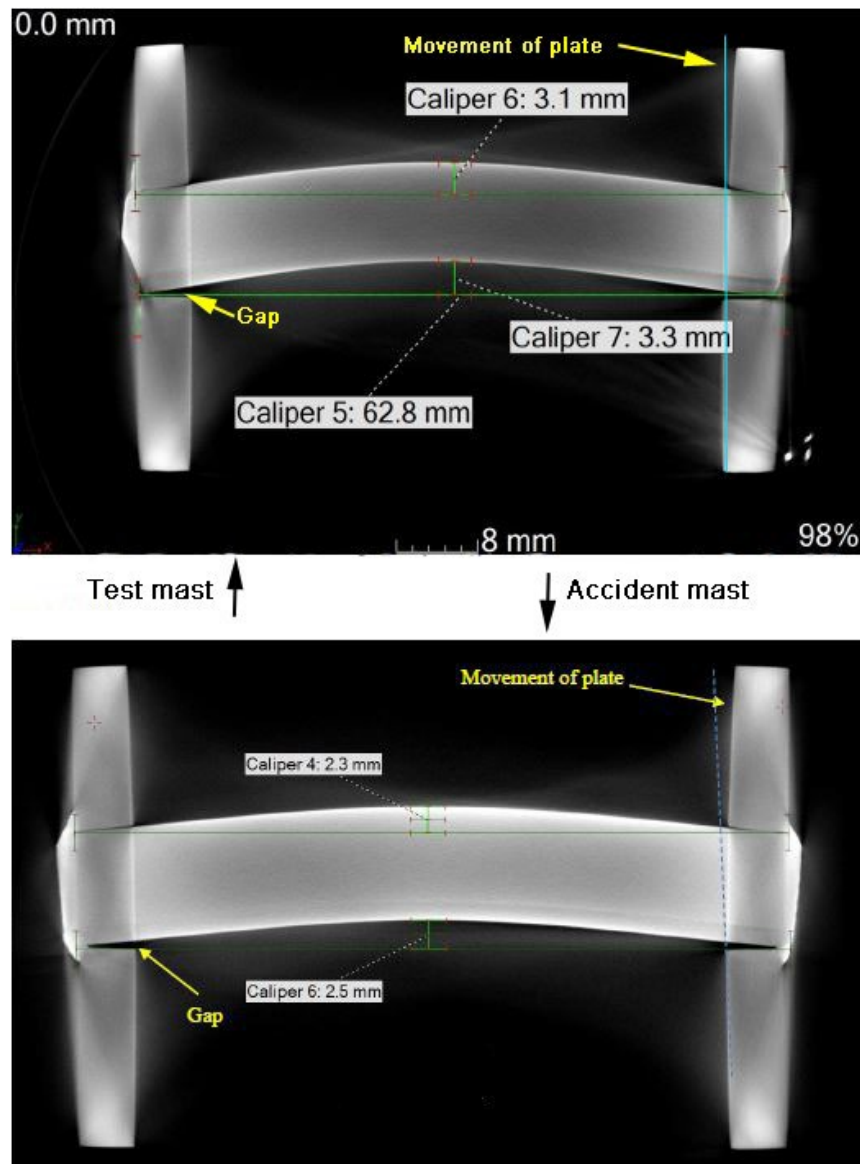 0.0 mm
Movement of plate
Caliper 6: 3.1 mm
Gap
Caliper 7: 3.3 mm
Caliper 5: 62.8 mm
8 mm
98%
Test mast
Accident mast
Movement of plate
Caliper 4: 2.3 mm
Caliper 6: 2.5 mm
Gap